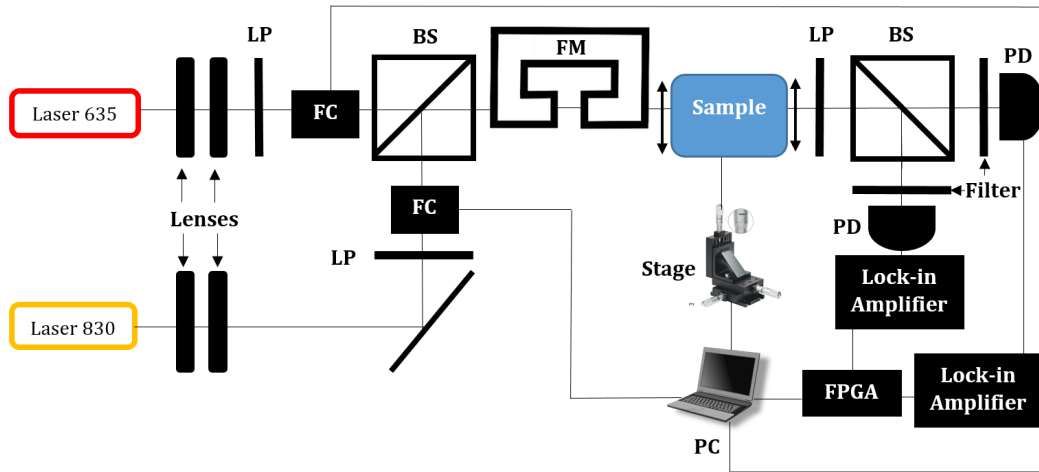 LP
BS
FM
LP
BS
PD
Laser 635
FC
Sample
Lenses
FC
Filter
LP
PD
Stage
Lock-in
Amplifier
Laser 830
FPGA
Lock-in
Amplifier
PC